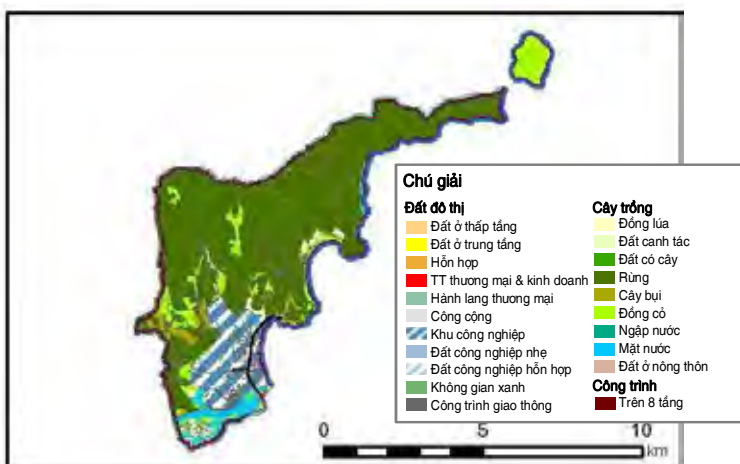 Chú giải
Đất đô thị
Đất ở thấp tầng
Đất ở trung tầng
Hỗn hợp
TT thương mại & kinh doanh
Hành lang thương mại
Công cộng
Khu công nghiệp
Đất công nghiệp nhẹ
Đất công nghiệp hỗn hợp
Không gian xanh
Công trình giao thông
Cây trồng
Đồng lúa
Đất canh tác
Đất có cây
Rừng
Cây bụi
Đồng cỏ
Ngập nước
Mặt nước
Đất ở nông thôn
Công trình
Trên 8 tầng
0 5 10
km